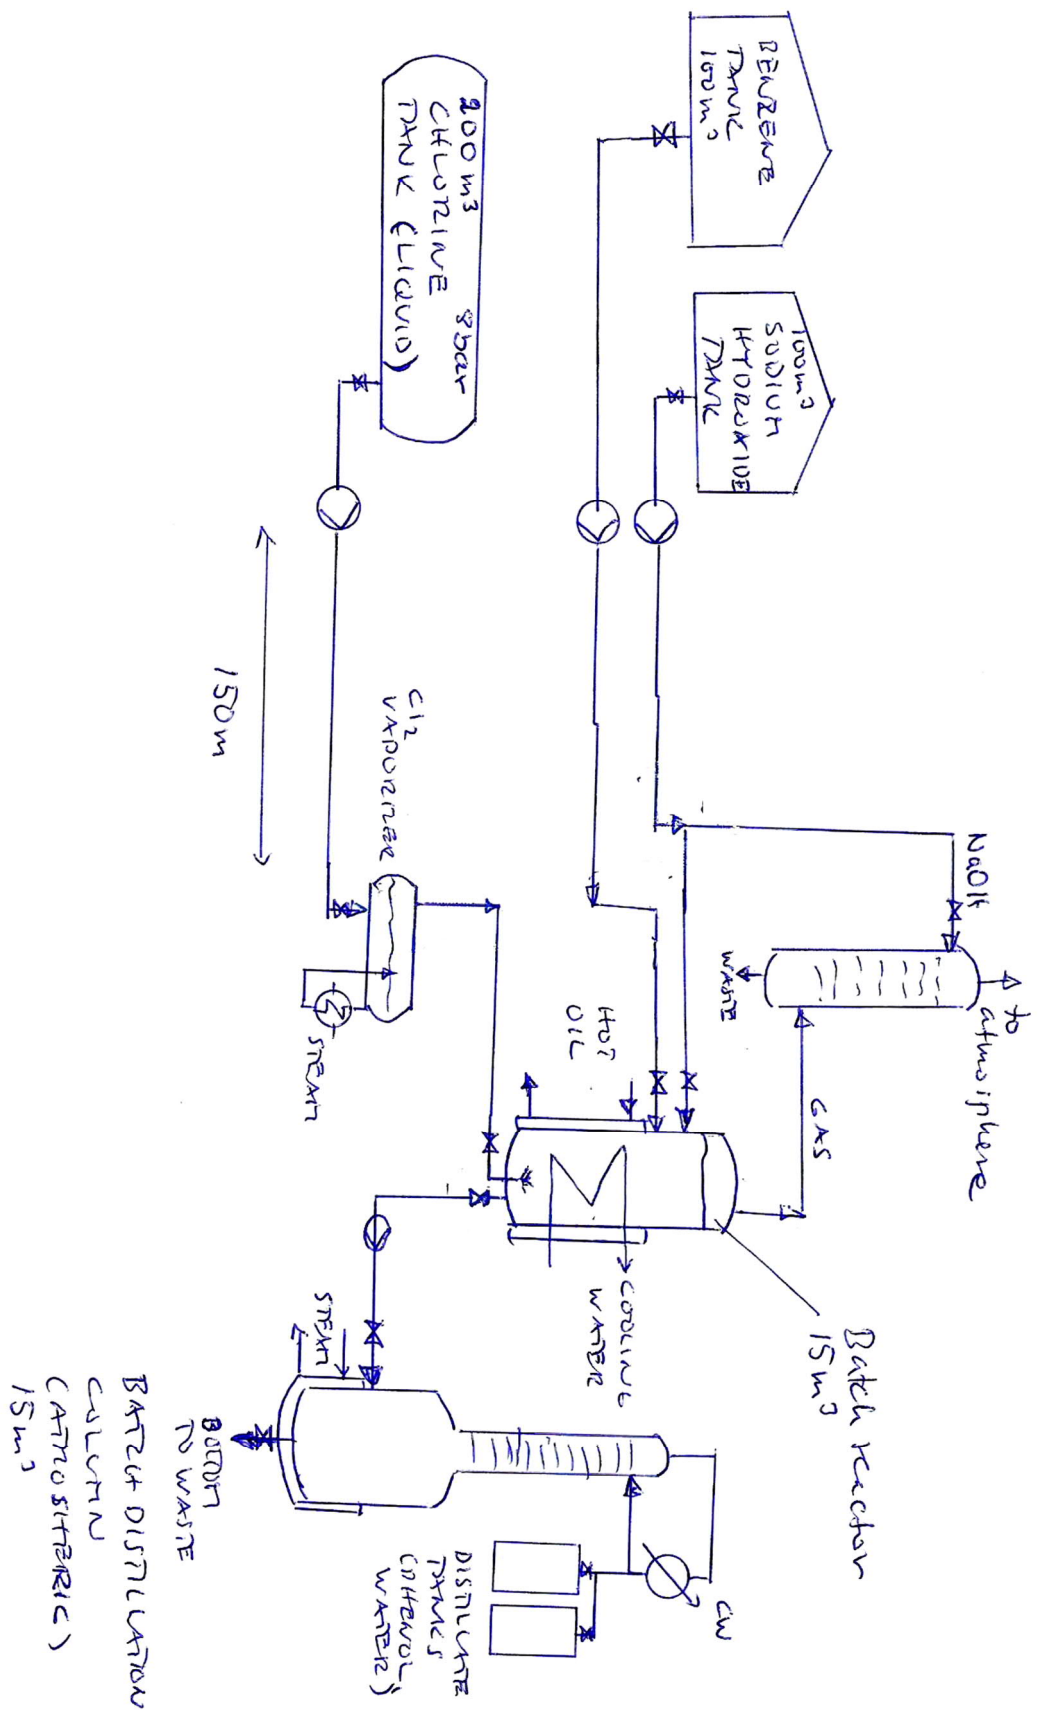 BENZENE
TANK
100m³
100m³
SODIUM
HYDROXIDE
TANK
200m³
CHLORINE 8bar
TANK (LIQUID)
150m
Cl2
VAPORIZER
STEAM
NaOH
to
atmosphere
WASTE
GAS
HOT
OIL
COOLING
WATER
Batch reactor
15m³
STEAM
BOTTOM
TO WASTE
BATCH DISTILLATION
COLUMN
(ATMOSPHERIC)
15m³
CW
DISTILLATE
TANKS
(PHENOL,
WATER)